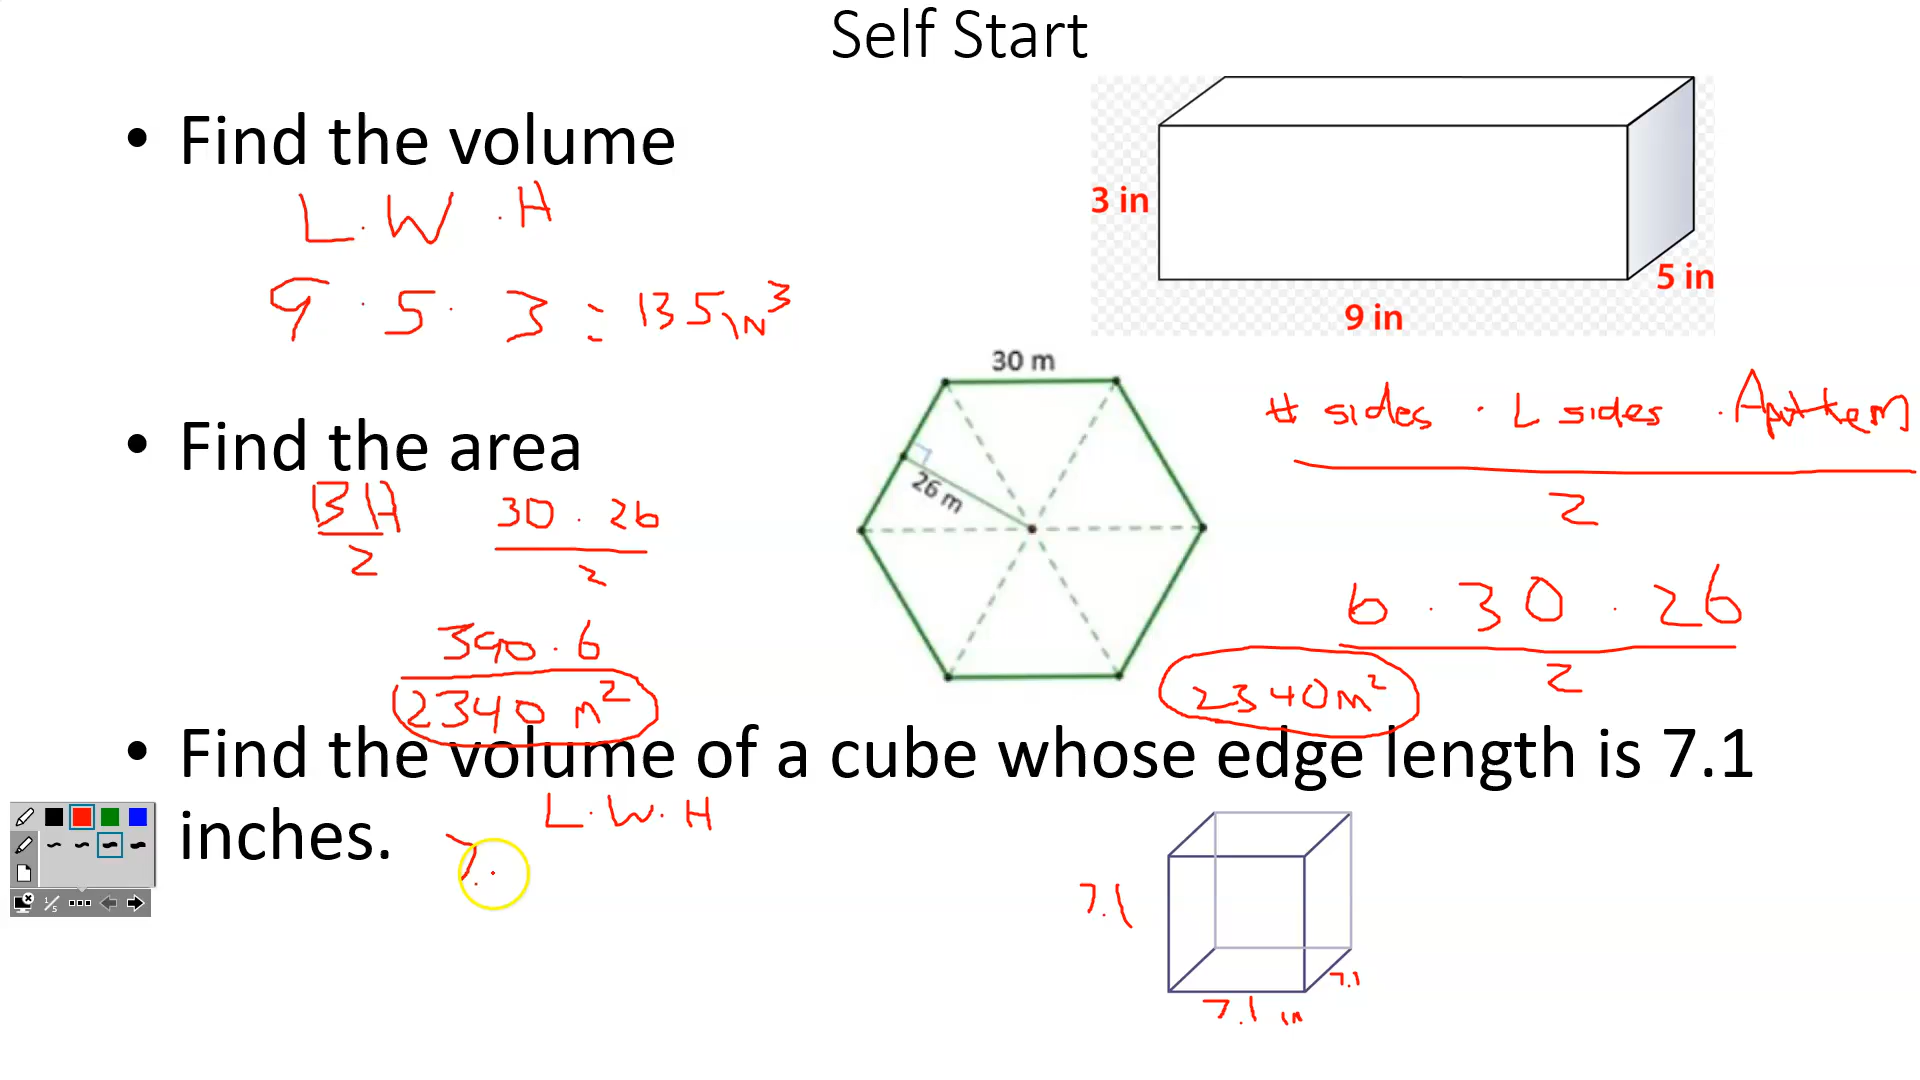 Self Start
• Find the volume
L · W · H
9 · 5 · 3 = 135 IN³
3 in
5 in
9 in
• Find the area
B H
2
30 · 26
2
390 · 6
2340 m²
30 m
26 m
# sides · L sides ·
2
6 · 30 · 26
2
2340 m²
• Find the volume of a cube whose edge length is 7.1
inches.
L · W · H
7.
7.1
7.1
7.1 in
1/5